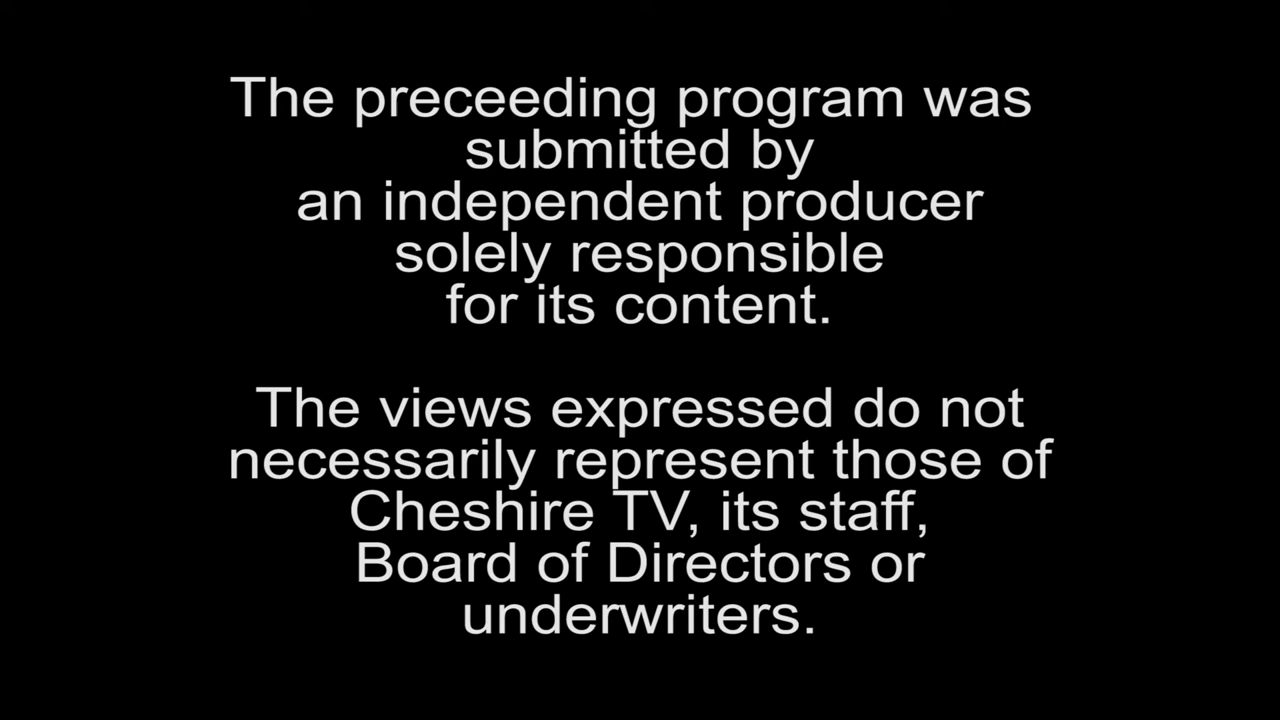 The preceeding program was
submitted by
an independent producer
solely responsible
for its content.
The views expressed do not
necessarily represent those of
Cheshire TV, its staff,
Board of Directors or
underwriters.